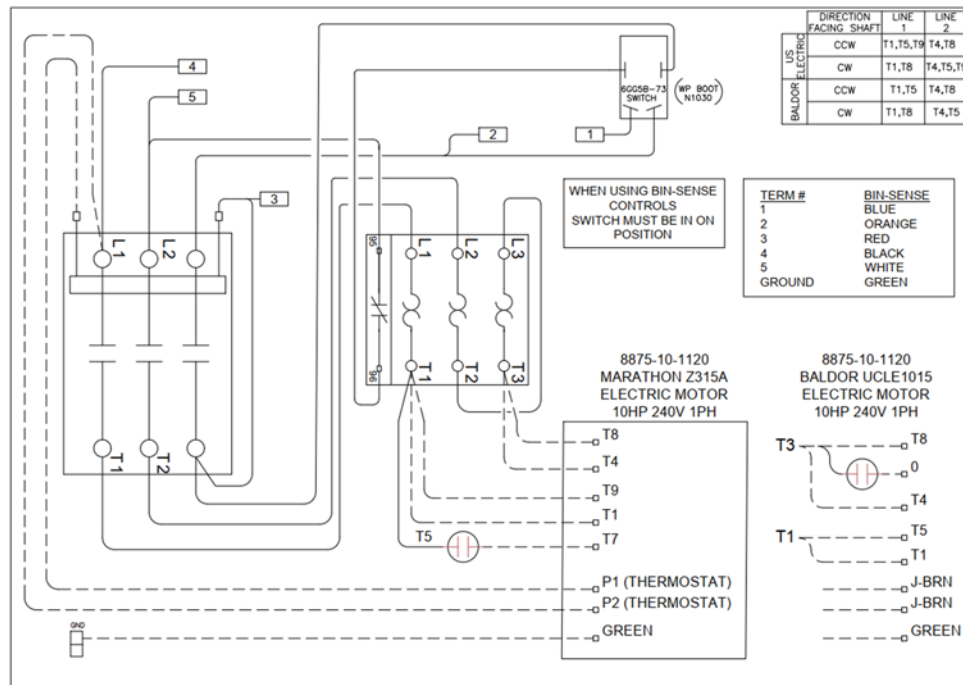 DIRECTION FACING SHAFT LINE 1 LINE 2
US ELECTRIC
CCW T1,T5,T9 T4,T8
CW T1,T8
BALDOR
CCW T1,T5 T4,T8
CW T1,T8 T4,T5
4
5
6GG5B-73
SWITCH
(WP BOOT
N1030)
2
1
3
WHEN USING BIN-SENSE
CONTROLS
SWITCH MUST BE IN ON
POSITION
TERM # BIN-SENSE
1 BLUE
2 ORANGE
3 RED
4 BLACK
5 WHITE
GROUND GREEN
L1 L2
95 L1 L2 L3
96 T1 T2 T3
T1 T2
8875-10-1120
MARATHON Z315A
ELECTRIC MOTOR
10HP 240V 1PH
8875-10-1120
BALDOR UCLE1015
ELECTRIC MOTOR
10HP 240V 1PH
T8
T4
T9
T1
T5 T7
P1 (THERMOSTAT)
P2 (THERMOSTAT)
GREEN
GND
T3 T8
0
T4
T1 T5
T1
J-BRN
J-BRN
GREEN